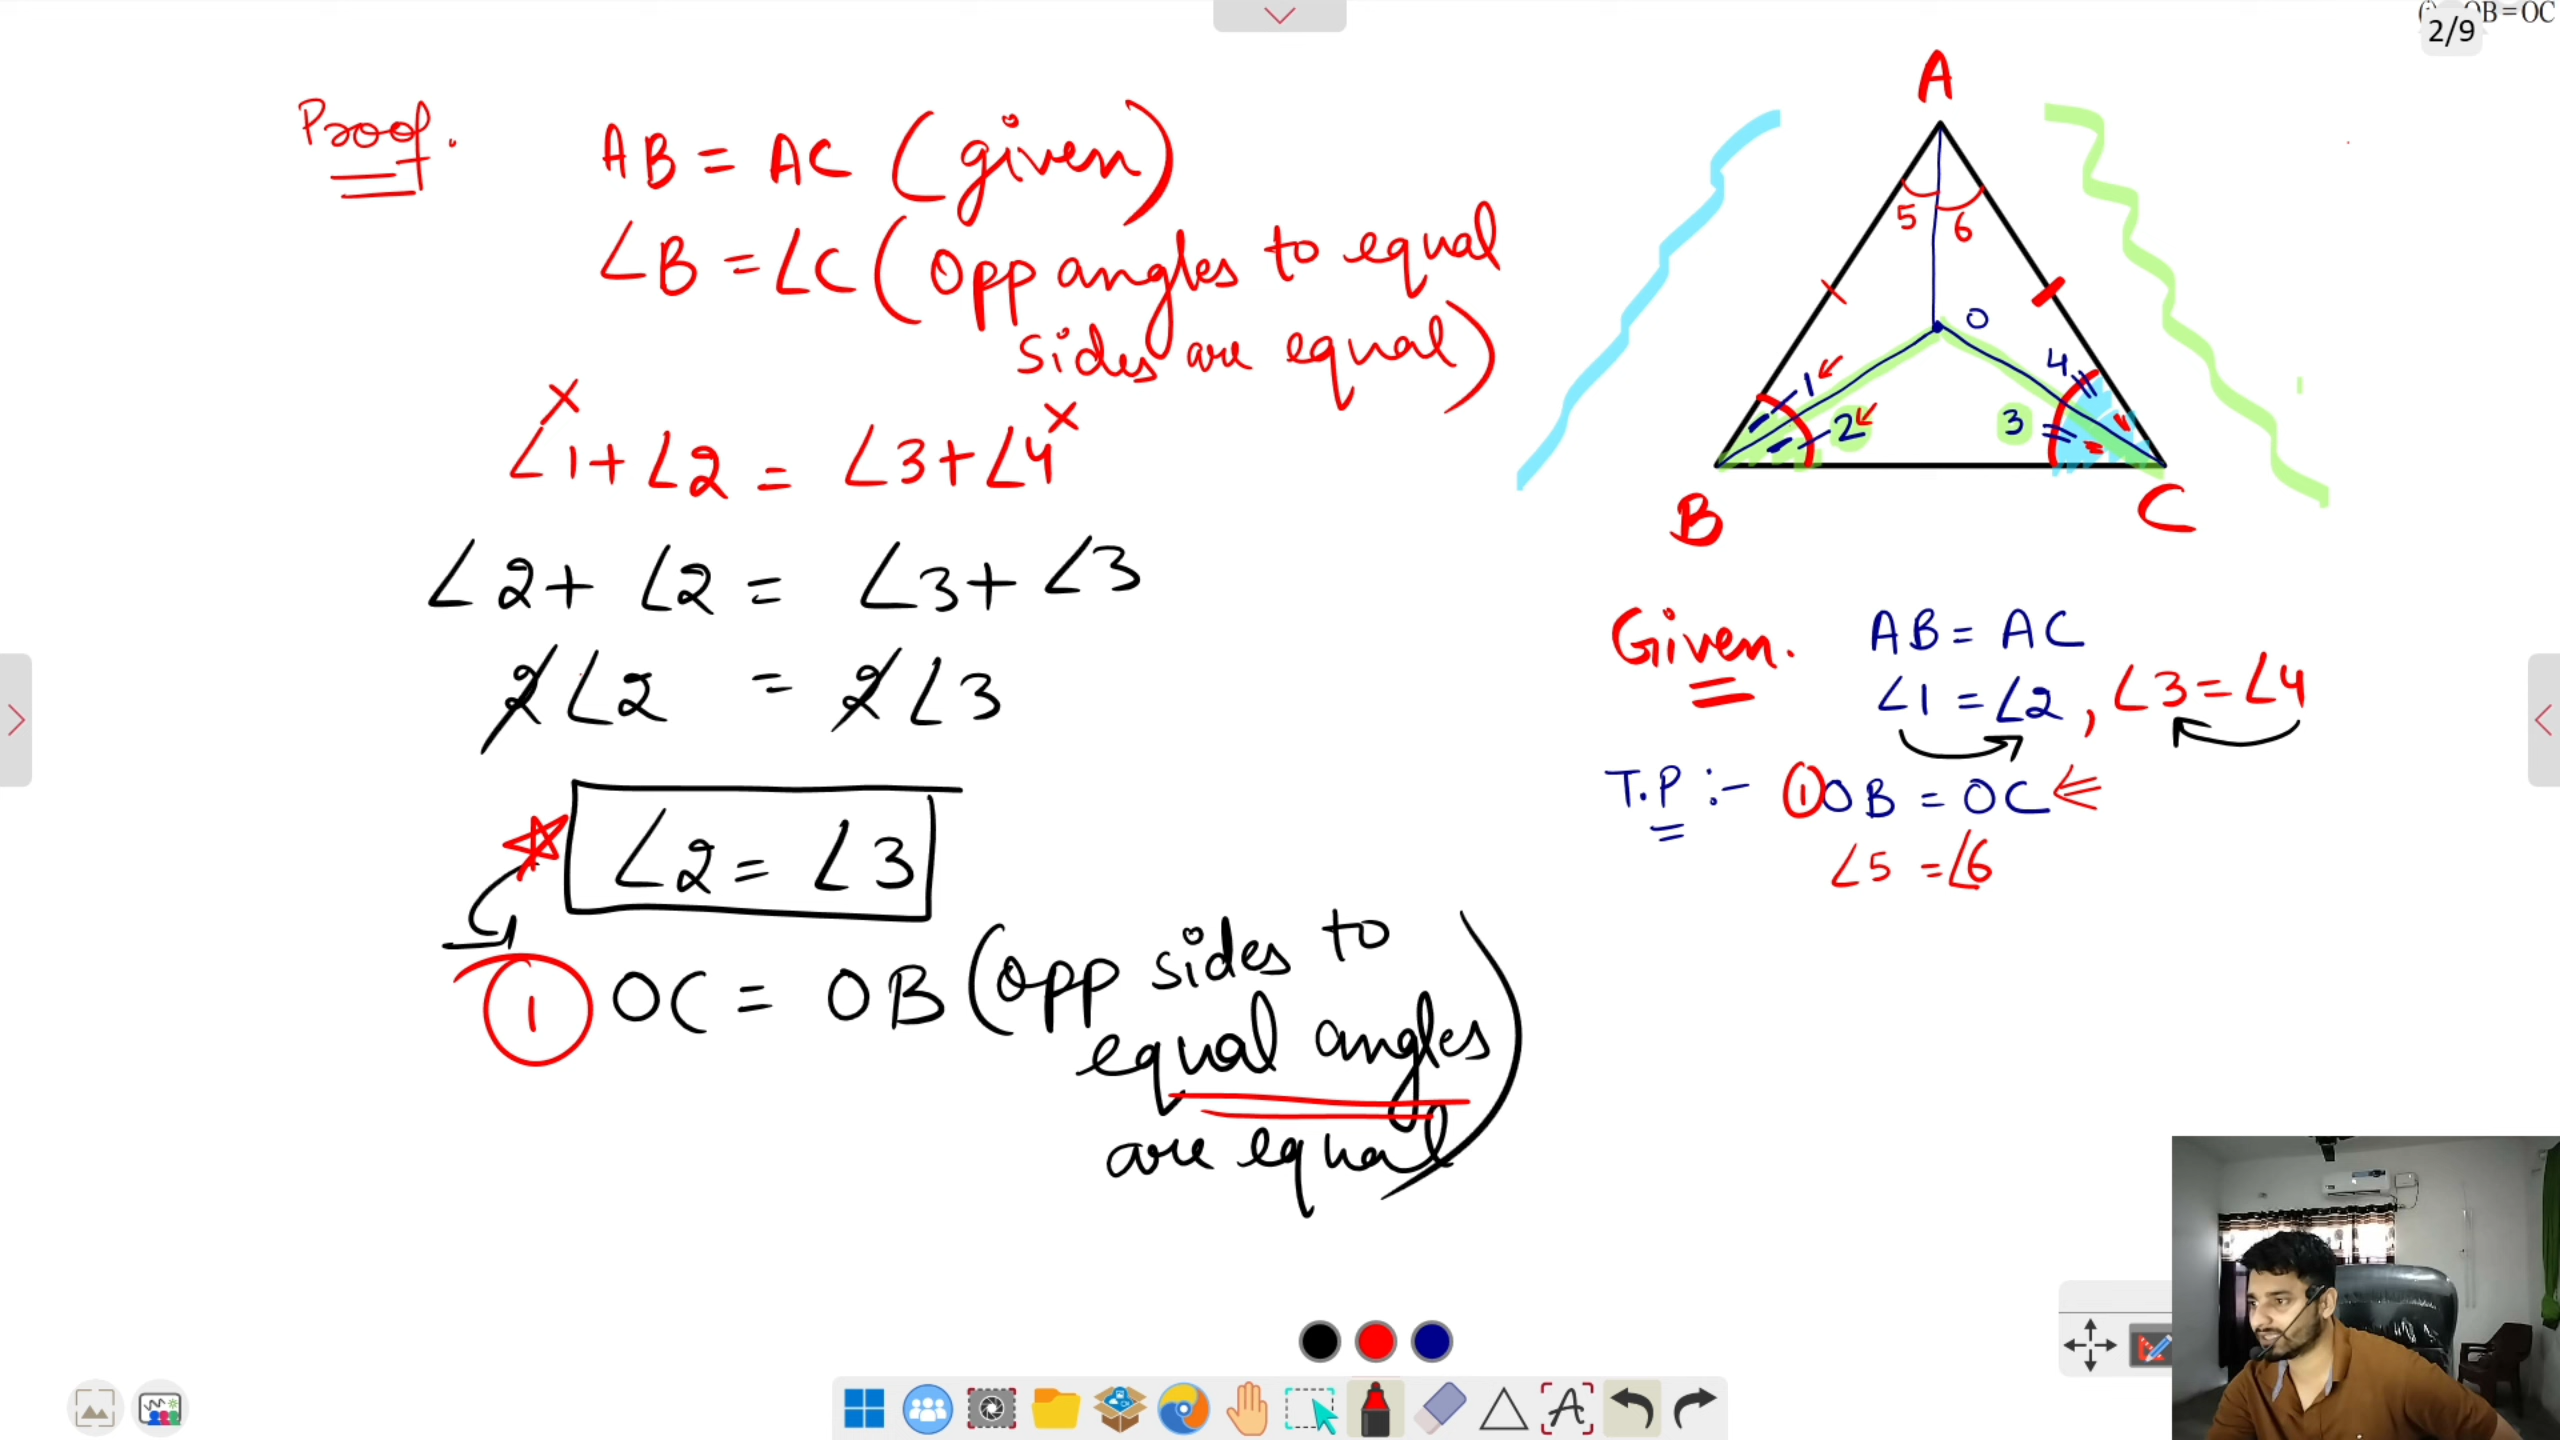 (i) OB=OC
2/9
Proof.
AB = AC (given)
∠B = ∠C (Opp angles to equal
sides are equal)
x x
∠1 + ∠2 = ∠3 + ∠4
∠2 + ∠2 = ∠3 + ∠3
2∠2 = 2∠3
∠2 = ∠3
1 OC = OB (opp sides to
equal angles
are equal)
A
5 6
O
1 4
2 3
B C
Given. AB = AC
∠1 = ∠2, ∠3 = ∠4
T.P :- 1 OB = OC
∠5 = ∠6
A